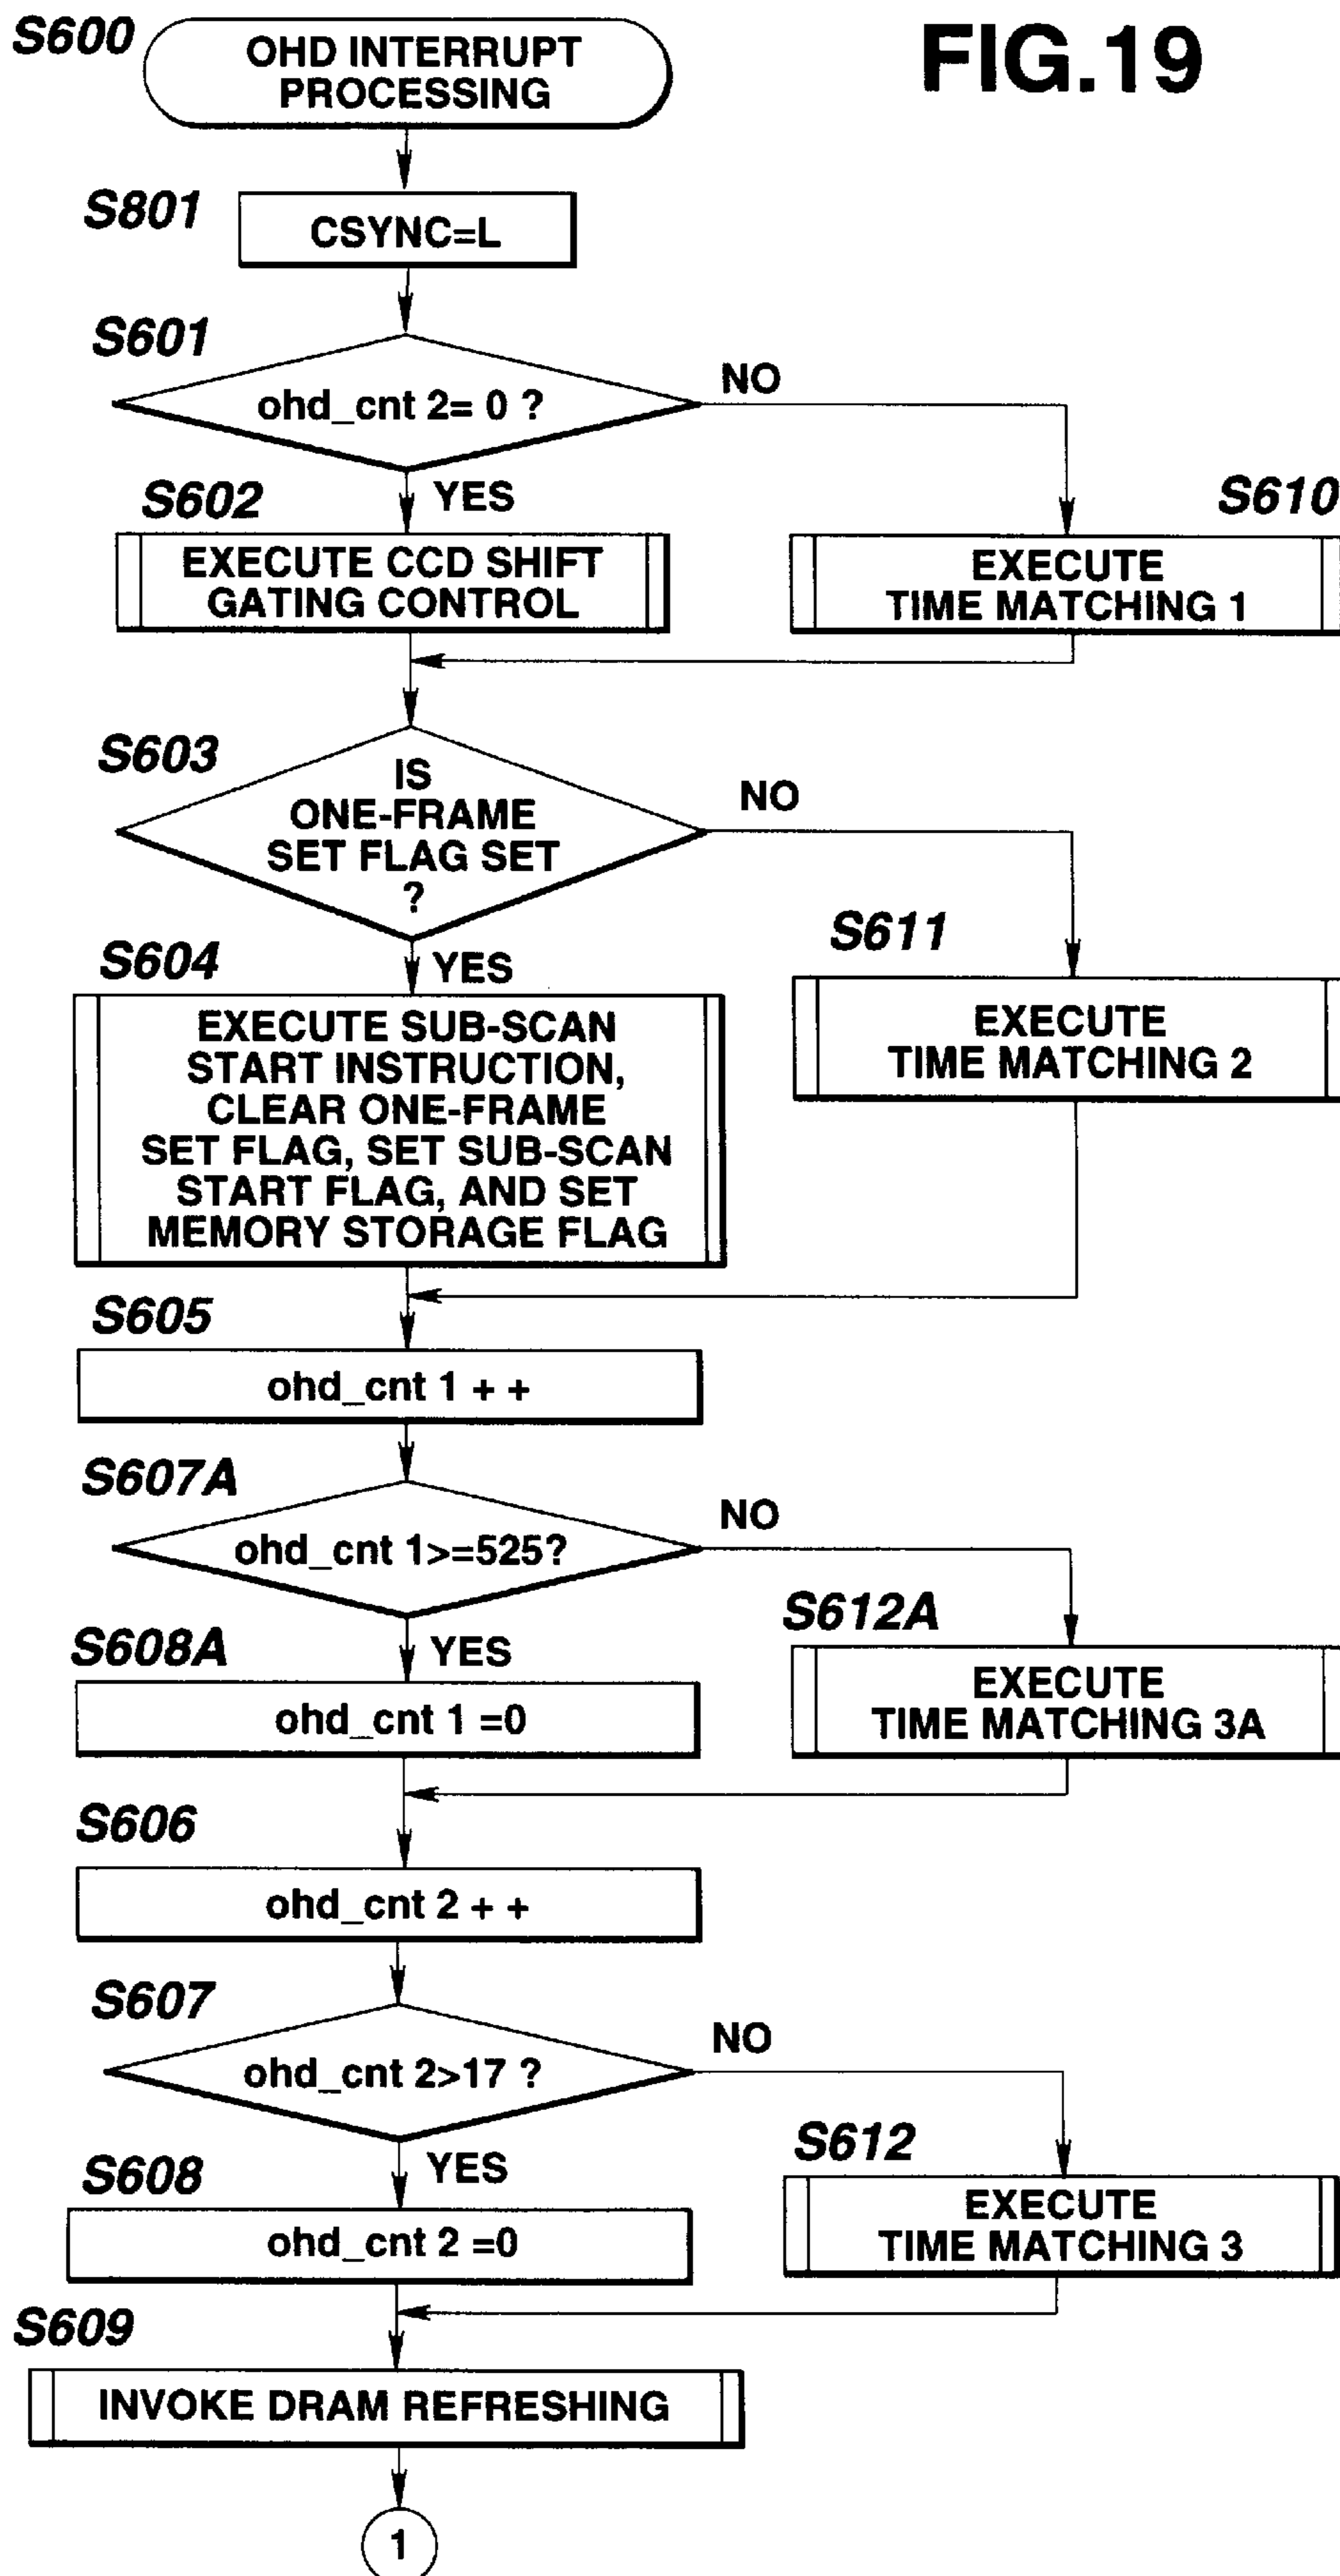 FIG.19
S600
OHD INTERRUPT
PROCESSING
S801
CSYNC=L
S601
ohd_cnt 2= 0 ?
NO
YES
S602
EXECUTE CCD SHIFT
GATING CONTROL
S610
EXECUTE
TIME MATCHING 1
S603
IS
ONE-FRAME
SET FLAG SET
?
NO
YES
S604
EXECUTE SUB-SCAN
START INSTRUCTION,
CLEAR ONE-FRAME
SET FLAG, SET SUB-SCAN
START FLAG, AND SET
MEMORY STORAGE FLAG
S611
EXECUTE
TIME MATCHING 2
S605
ohd_cnt 1 + +
S607A
ohd_cnt 1>=525?
NO
YES
S608A
ohd_cnt 1 =0
S612A
EXECUTE
TIME MATCHING 3A
S606
ohd_cnt 2 + +
S607
ohd_cnt 2>17 ?
NO
YES
S608
ohd_cnt 2 =0
S612
EXECUTE
TIME MATCHING 3
S609
INVOKE DRAM REFRESHING
1